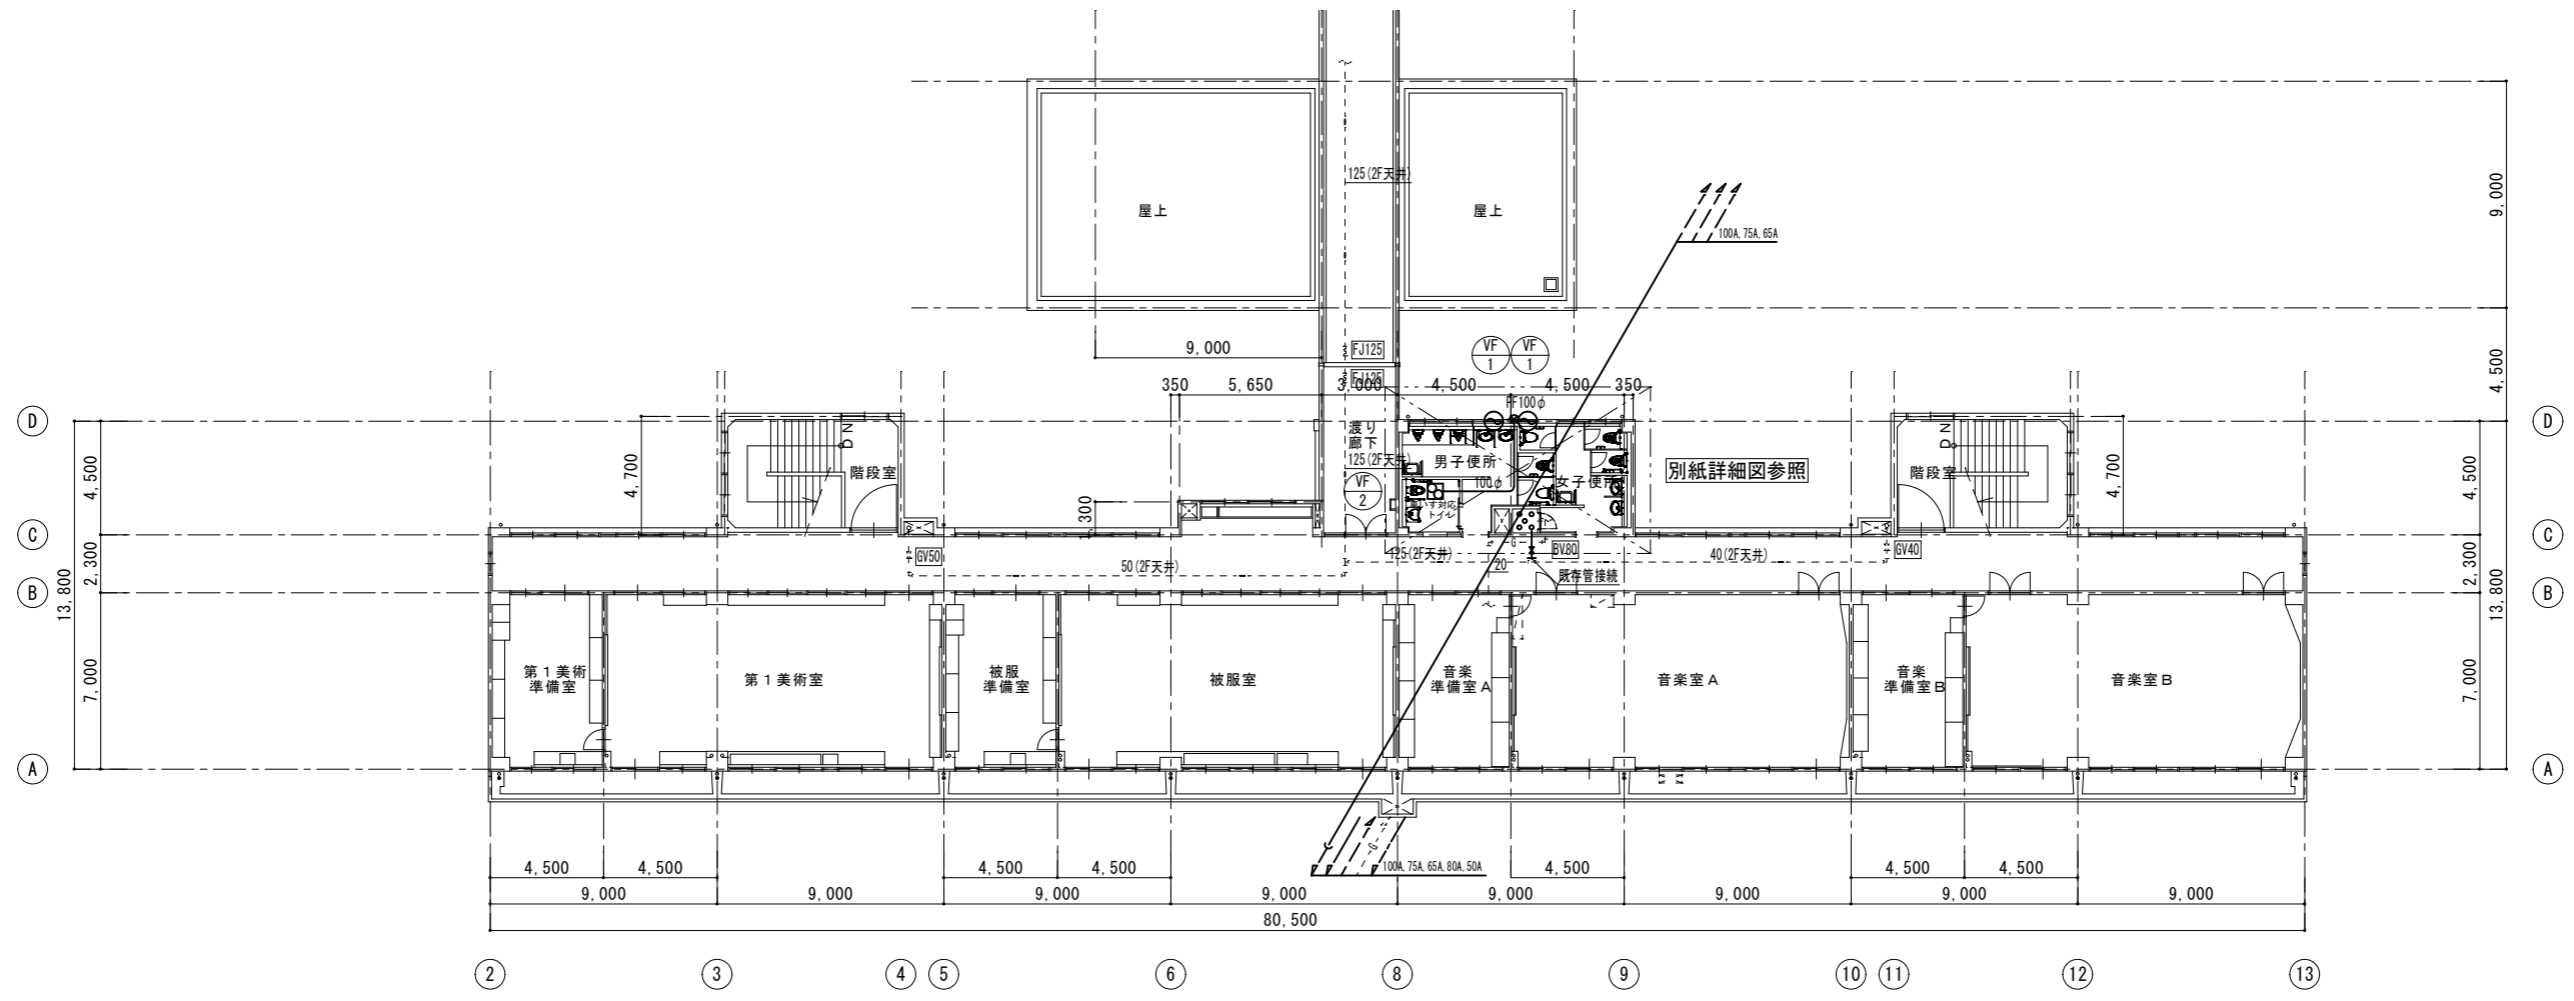 125(2F天井)
屋上
屋上
100A, 75A, 65A
9,000
9,000
4,500
FJ125
FJ125
VF
1
VF
1
350
5,650
3,000
4,500
4,500
350
D
D
渡り
廊下
125(2F天井)
VF
2
男子便所
100φ
女子便所
トイレ
別紙詳細図参照
DN
階段室
DN
階段室
4,700
4,700
300
4,500
4,500
C
C
GV50
125(2F天井)
G
BV80
40(2F天井)
GV40
50(2F天井)
20
既存管接続
2,300
2,300
13,800
13,800
B
B
第1美術
準備室
第1美術室
被服
準備室
被服室
音楽
準備室A
音楽室A
音楽
準備室B
音楽室B
7,000
7,000
A
A
G
100A, 75A, 65A, 80A, 50A
4,500
4,500
4,500
4,500
4,500
4,500
4,500
9,000
9,000
9,000
9,000
9,000
9,000
9,000
9,000
80,500
2
3
4
5
6
8
9
10
11
12
13